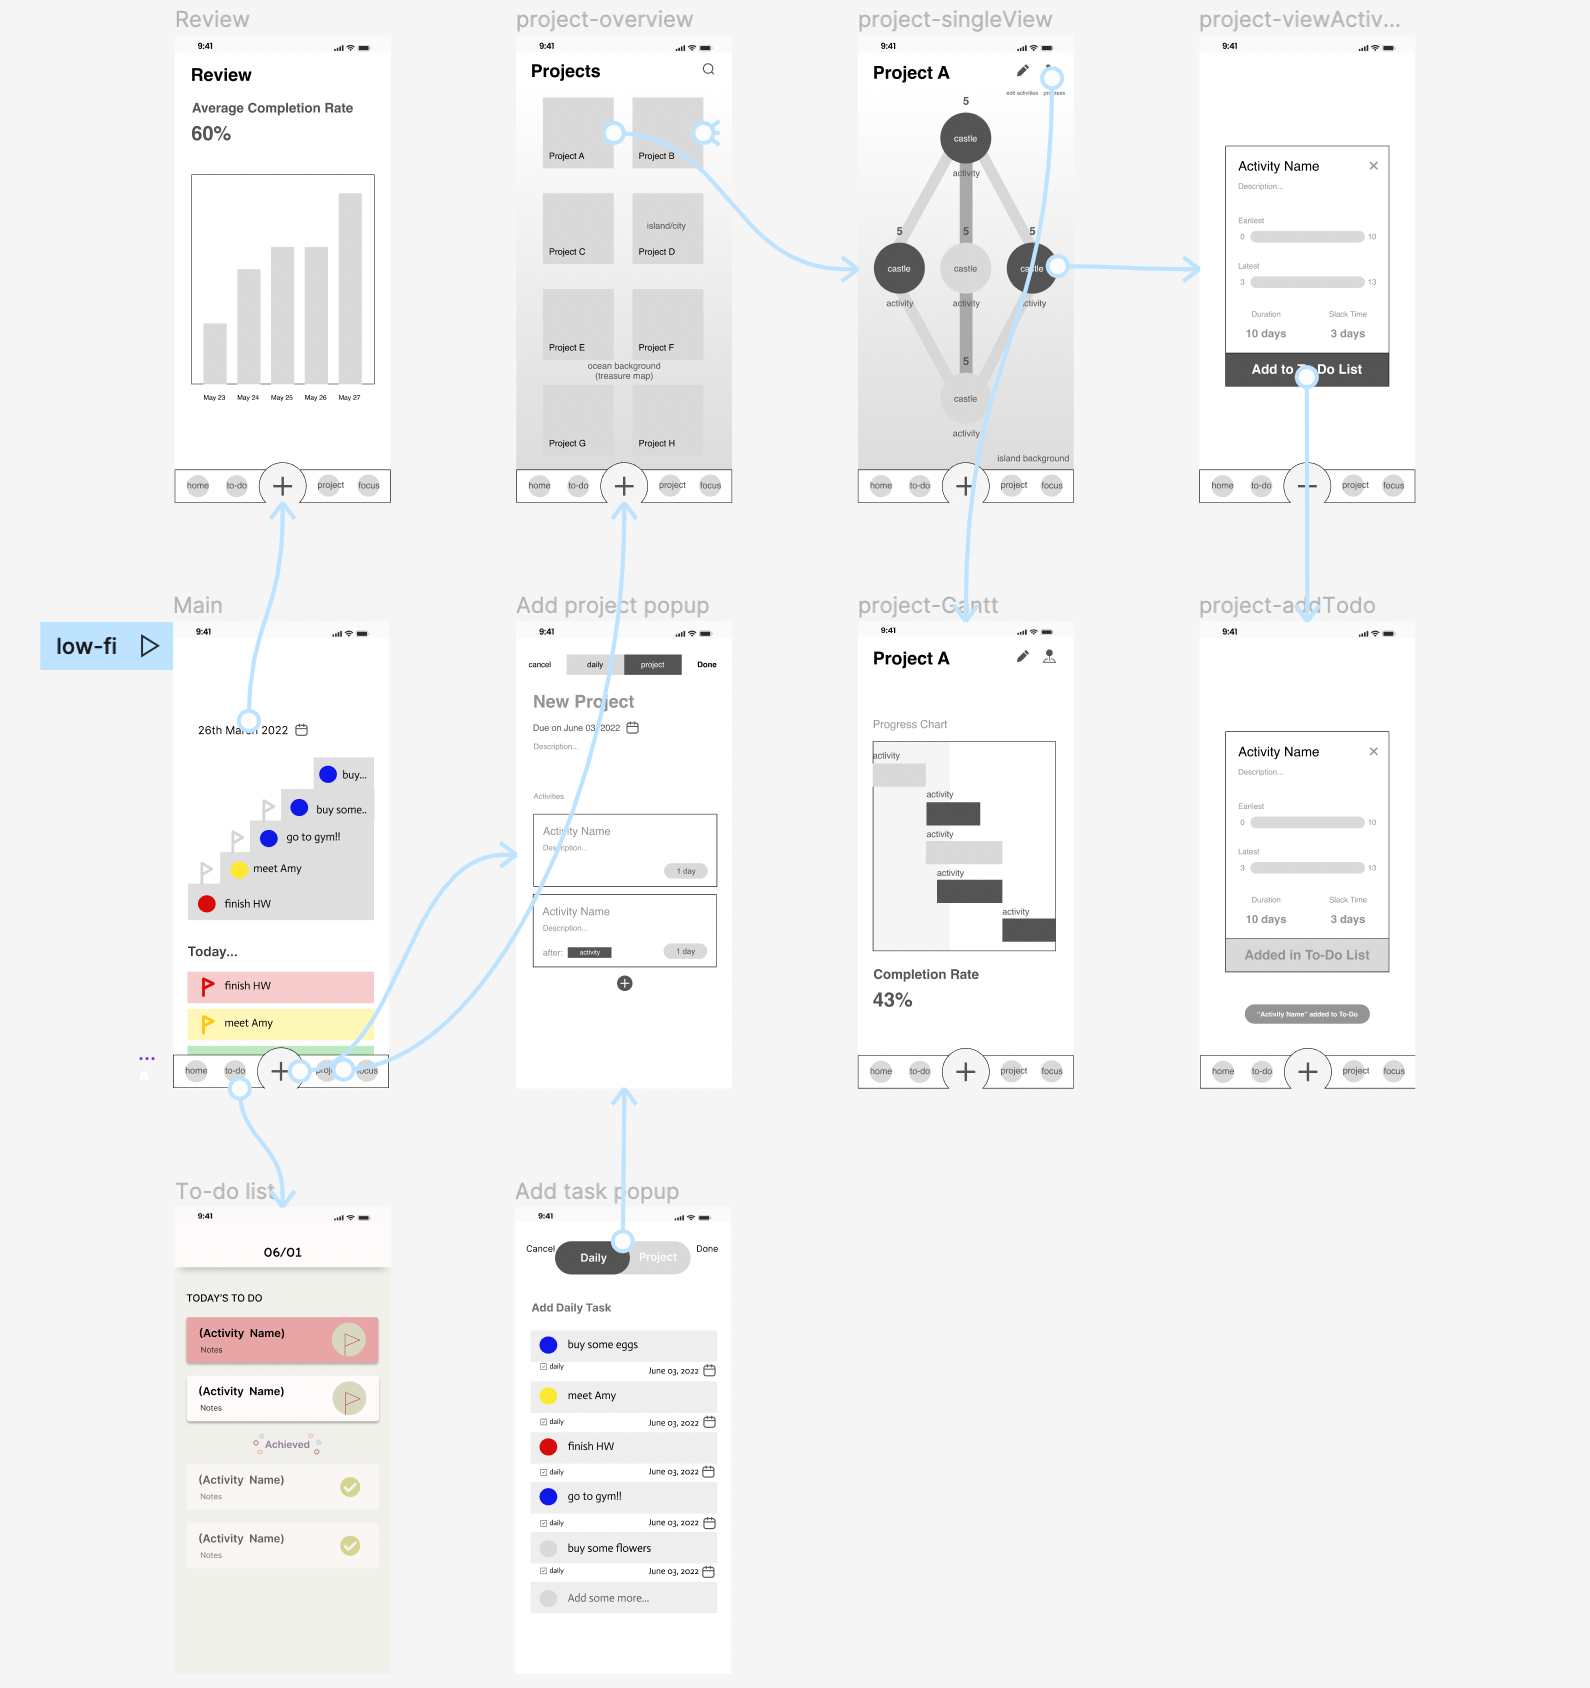 Review
9:41
Review
Average Completion Rate
60%
May 23 May 24 May 25 May 26 May 27
home to-do project focus
project-overview
9:41
Projects
Project A Project B
island/city
Project C Project D
Project E Project F
ocean background
(treasure map)
Project G Project H
home to-do project focus
project-singleView
9:41
Project A
edit activities progress
5
castle
activity
5 5 5
castle castle castle
activity activity activity
5
castle
activity
island background
home to-do project focus
project-viewActiv...
9:41
Activity Name
Description...
Earliest
0 10
Latest
3 13
Duration Slack Time
10 days 3 days
Add to To-Do List
home to-do project focus
low-fi
Main
9:41
26th March 2022
buy...
buy some..
go to gym!!
meet Amy
finish HW
Today...
finish HW
meet Amy
home to-do project focus
Add project popup
9:41
cancel daily project Done
New Project
Due on June 03, 2022
Description...
Activities
Activity Name
Description...
1 day
Activity Name
Description...
after: activity 1 day
project-Gantt
9:41
Project A
Progress Chart
activity
activity
activity
activity
activity
Completion Rate
43%
home to-do project focus
project-addTodo
9:41
Activity Name
Description...
Earliest
0 10
Latest
3 13
Duration Slack Time
10 days 3 days
Added in To-Do List
"Activity Name" added to To-Do
home to-do project focus
To-do list
9:41
06/01
TODAY'S TO DO
(Activity Name)
Notes
(Activity Name)
Notes
Achieved
(Activity Name)
Notes
(Activity Name)
Notes
Add task popup
9:41
Cancel Daily Project Done
Add Daily Task
buy some eggs
daily June 03, 2022
meet Amy
daily June 03, 2022
finish HW
daily June 03, 2022
go to gym!!
daily June 03, 2022
buy some flowers
daily June 03, 2022
Add some more...